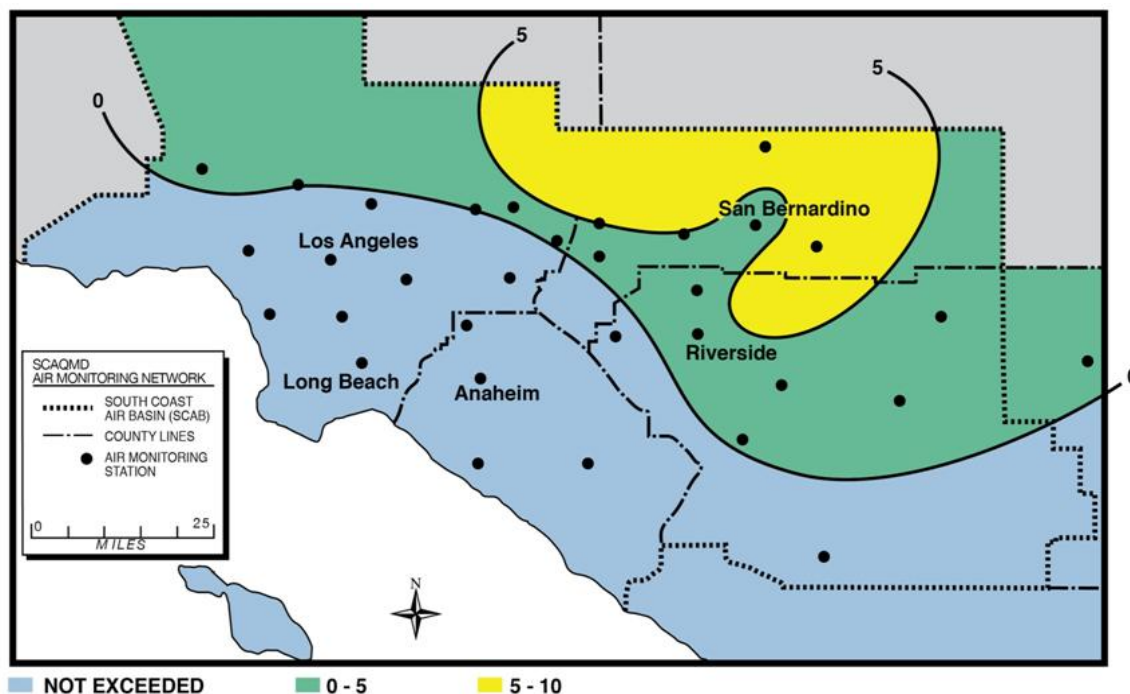 5
5
0
San Bernardino
Los Angeles
Riverside
Long Beach
Anaheim
SCAQMD
AIR MONITORING NETWORK
SOUTH COAST
AIR BASIN (SCAB)
COUNTY LINES
AIR MONITORING
STATION
0 25
MILES
N
NOT EXCEEDED 0 - 5 5 - 10